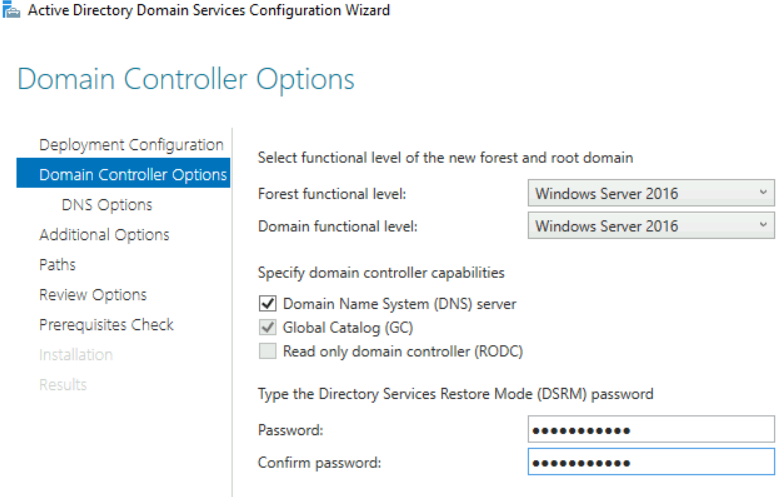 Active Directory Domain Services Configuration Wizard
Domain Controller Options
Deployment Configuration
Domain Controller Options
DNS Options
Additional Options
Paths
Review Options
Prerequisites Check
Installation
Results
Select functional level of the new forest and root domain
Forest functional level: Windows Server 2016
Domain functional level: Windows Server 2016
Specify domain controller capabilities
Domain Name System (DNS) server
Global Catalog (GC)
Read only domain controller (RODC)
Type the Directory Services Restore Mode (DSRM) password
Password: ●●●●●●●●●●●
Confirm password: ●●●●●●●●●●●